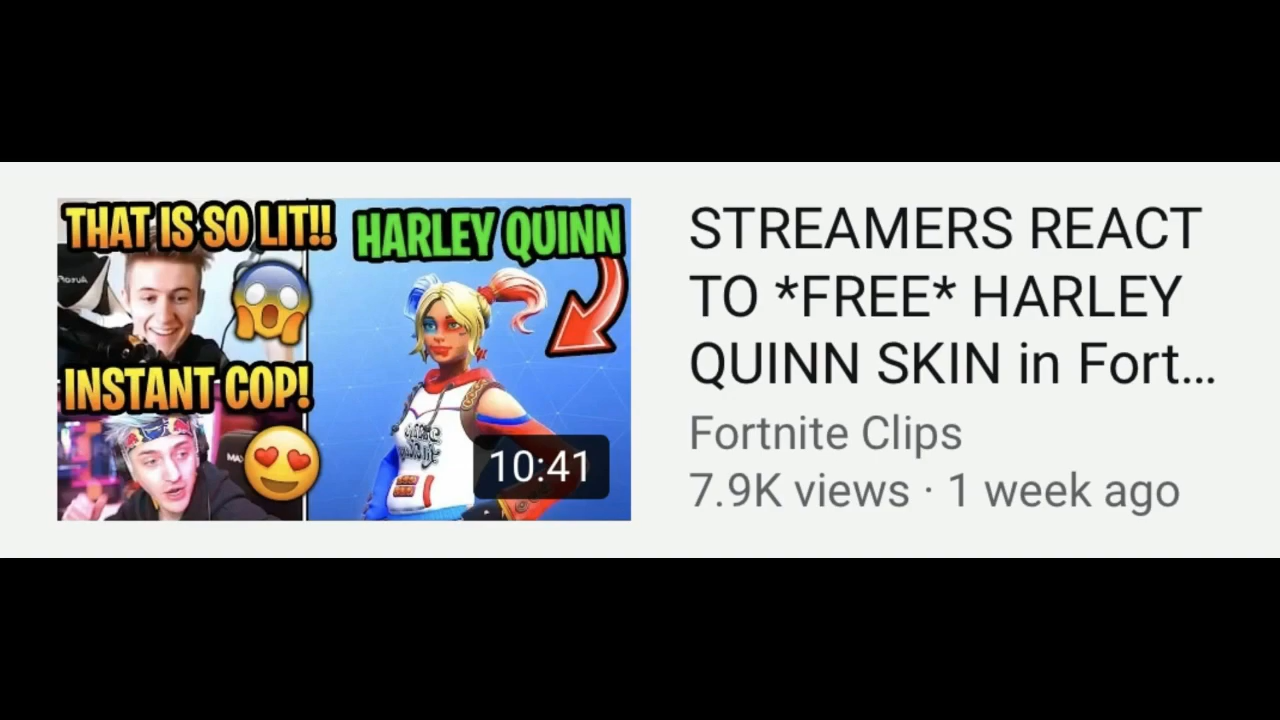 THAT IS SO LIT!!
HARLEY QUINN
INSTANT COP!
10:41
STREAMERS REACT
TO *FREE* HARLEY
QUINN SKIN in Fort...
Fortnite Clips
7.9K views · 1 week ago